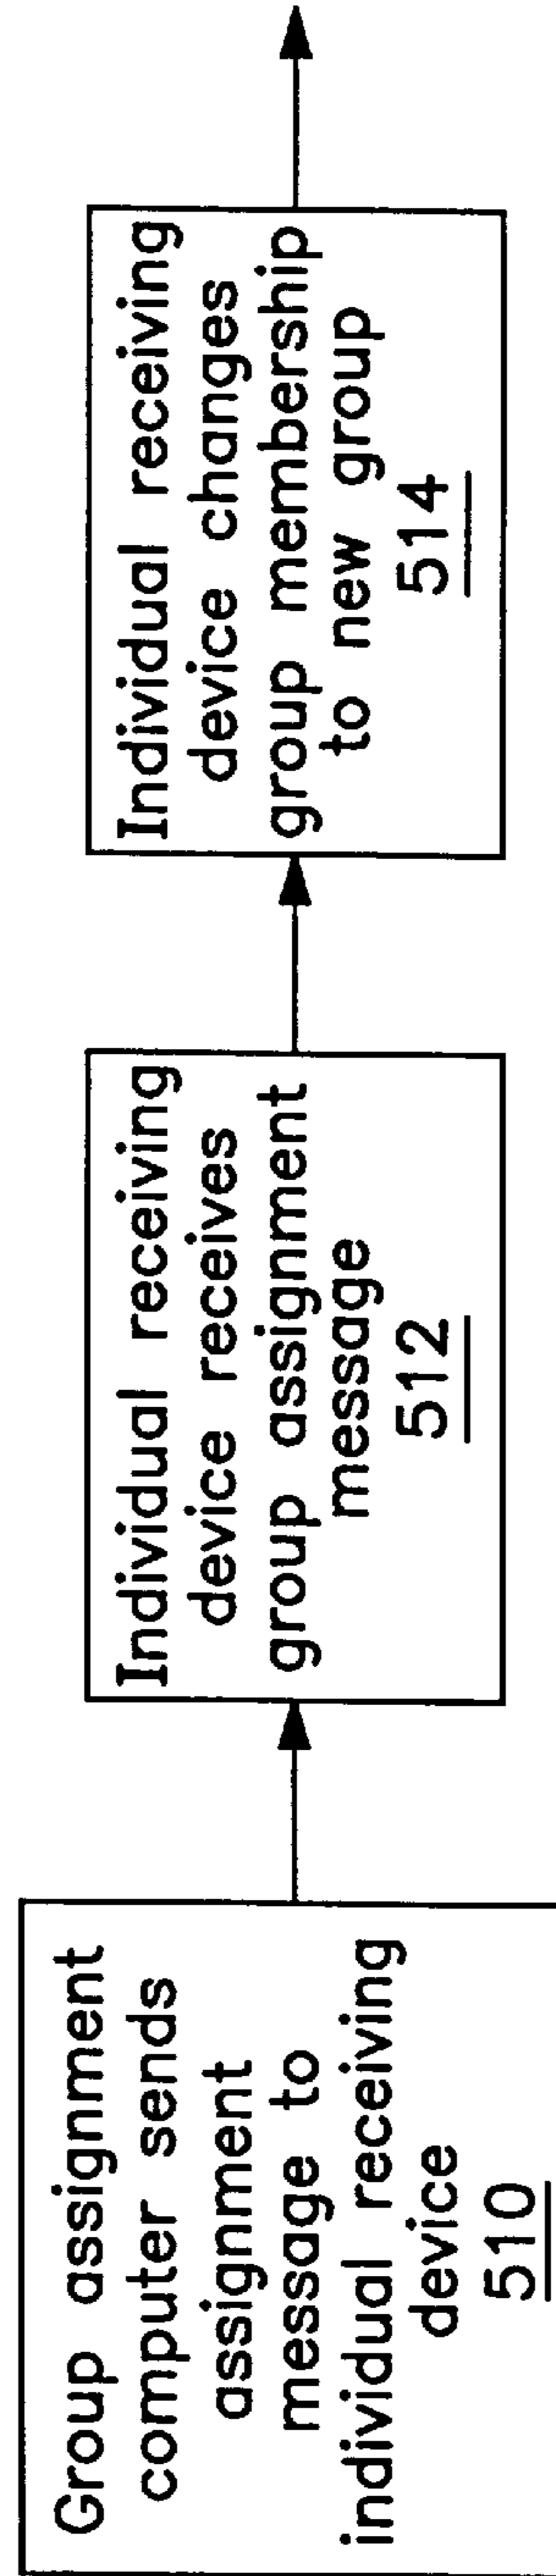 Group assignment
computer sends
assignment
message to
individual receiving
device
510
Individual receiving
device receives
group assignment
message
512
Individual receiving
device changes
group membership
to new group
514